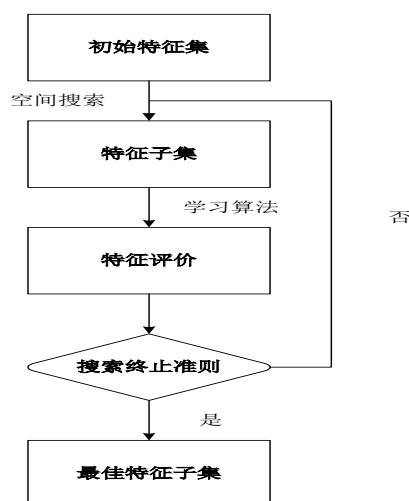 初始特征集
空间搜索
特征子集
学习算法
否
特征评价
搜索终止准则
是
最佳特征子集